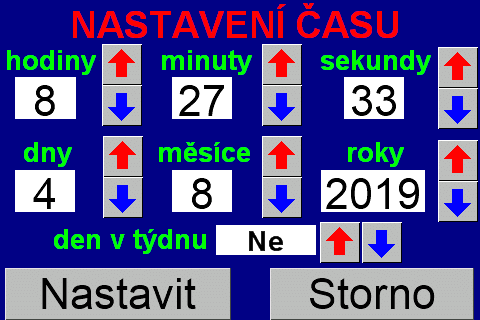 NASTAVENÍ ČASU
hodiny minuty sekundy
8 27 33
dny měsíce roky
4 8 2019
den v týdnu Ne
Nastavit Storno